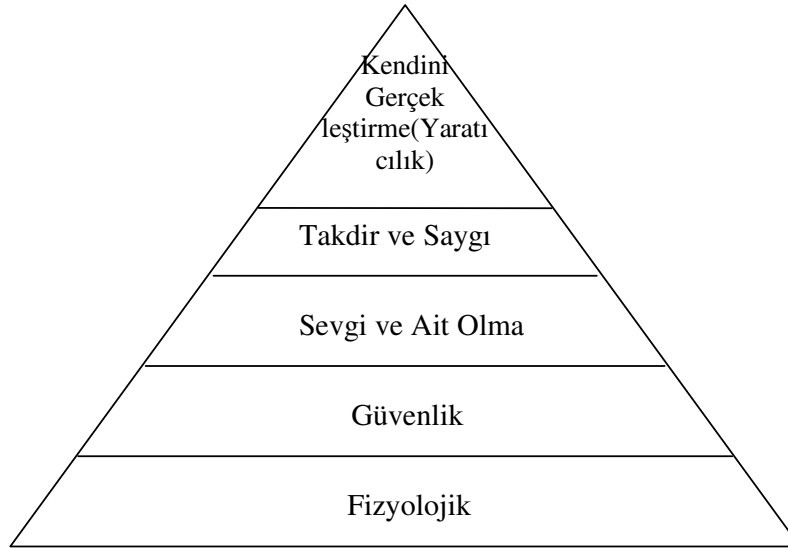 Kendini
Gerçek
leştirme(Yaratı
cılık)
Takdir ve Saygı
Sevgi ve Ait Olma
Güvenlik
Fizyolojik